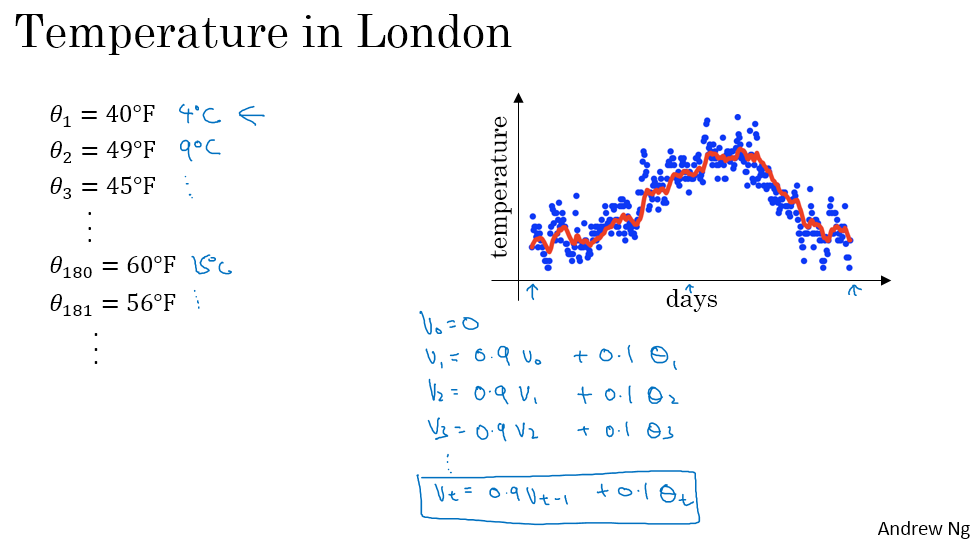 Temperature in London
θ₁ = 40°F 4°C ←
θ₂ = 49°F 9°C
θ₃ = 45°F ⋮
⋮
θ₁₈₀ = 60°F 15°C
θ₁₈₁ = 56°F ⋮
⋮
temperature
days
V₀ = 0
V₁ = 0.9 V₀ + 0.1 θ₁
V₂ = 0.9 V₁ + 0.1 θ₂
V₃ = 0.9 V₂ + 0.1 θ₃
⋮
Vₜ = 0.9 Vₜ₋₁ + 0.1 θₜ
Andrew Ng